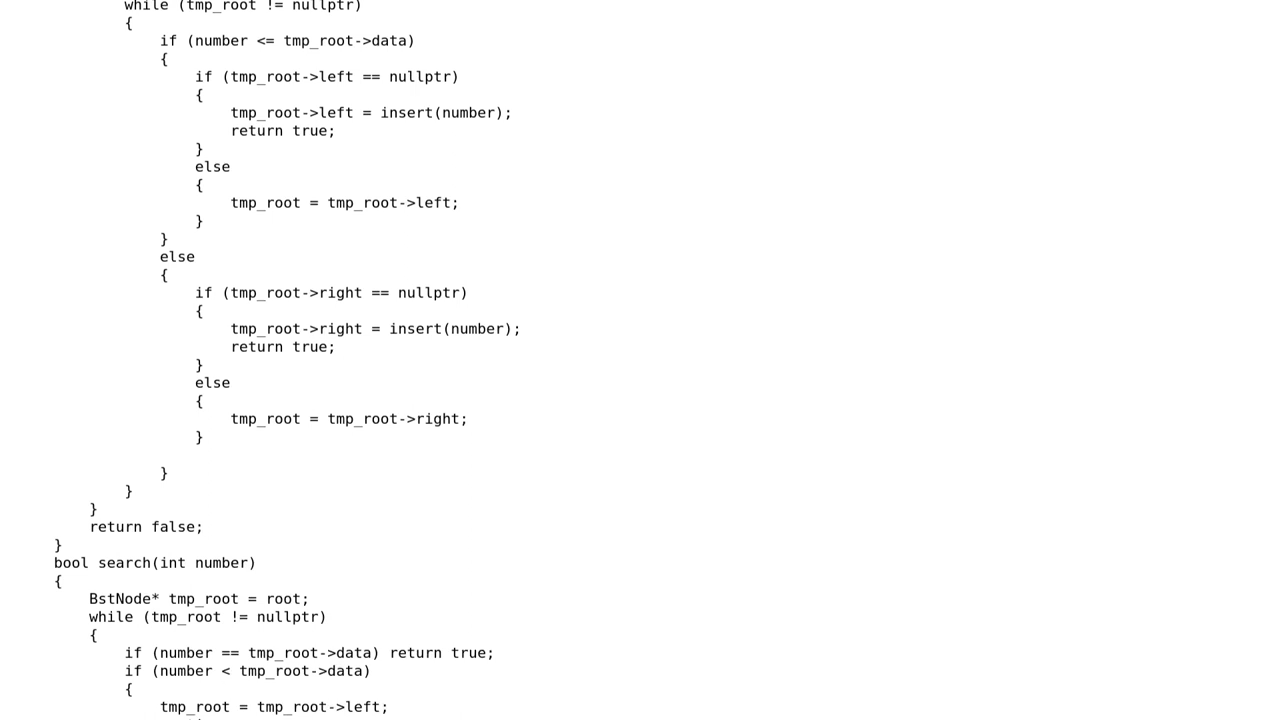 while (tmp_root != nullptr)
{
if (number <= tmp_root->data)
{
if (tmp_root->left == nullptr)
{
tmp_root->left = insert(number);
return true;
}
else
{
tmp_root = tmp_root->left;
}
}
else
{
if (tmp_root->right == nullptr)
{
tmp_root->right = insert(number);
return true;
}
else
{
tmp_root = tmp_root->right;
}
}
}
}
return false;
}
bool search(int number)
{
BstNode* tmp_root = root;
while (tmp_root != nullptr)
{
if (number == tmp_root->data) return true;
if (number < tmp_root->data)
{
tmp_root = tmp_root->left;